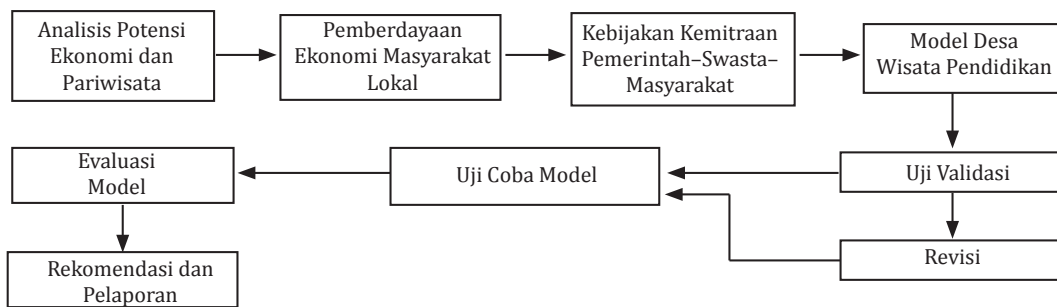 Analisis Potensi
Ekonomi dan
Pariwisata
Pemberdayaan
Ekonomi Masyarakat
Lokal
Kebijakan Kemitraan
Pemerintah–Swasta–
Masyarakat
Model Desa
Wisata Pendidikan
Uji Validasi
Revisi
Uji Coba Model
Evaluasi
Model
Rekomendasi dan
Pelaporan